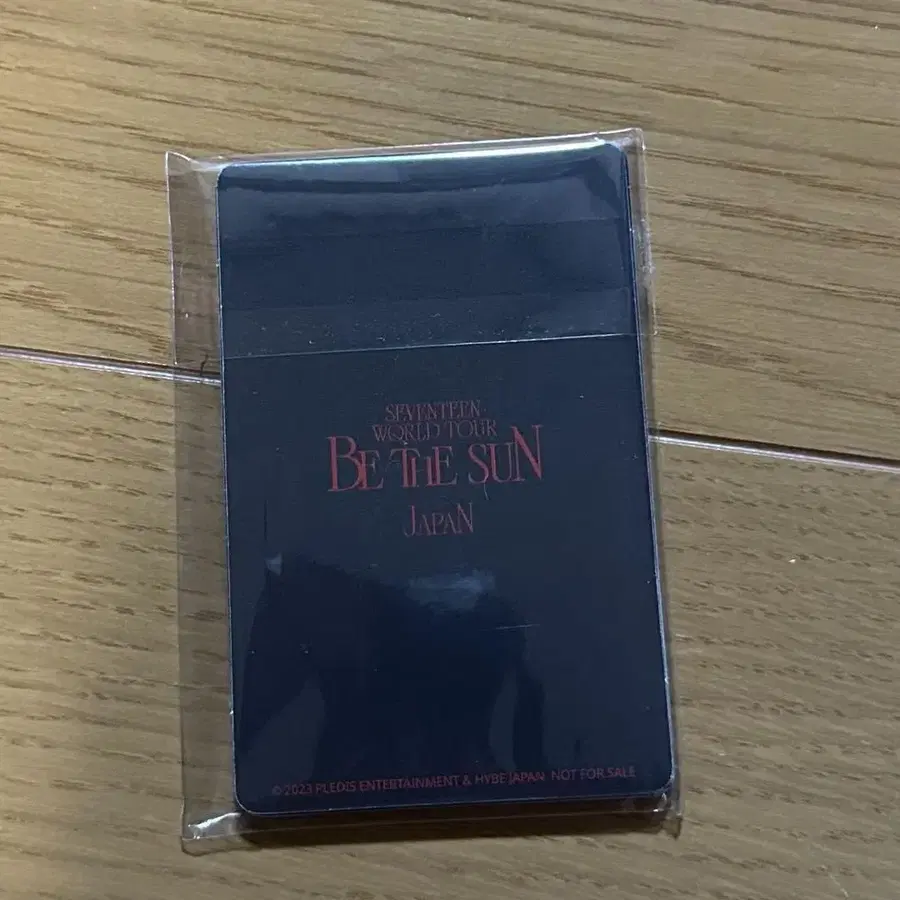 SEVENTEEN
WORLD TOUR
BE THE SUN
JAPAN
©2023 PLEDIS ENTERTAINMENT & HYBE JAPAN NOT FOR SALE